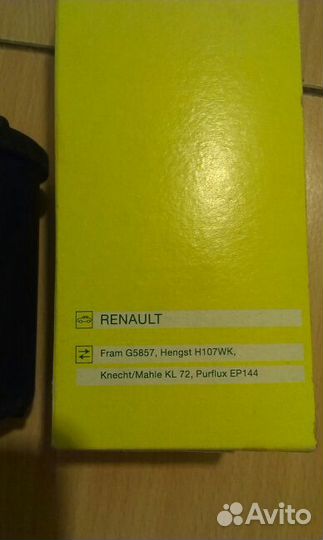 RENAULT
Fram G5857, Hengst H107WK,
Knecht/Mahle KL 72, Purflux EP144
Avito